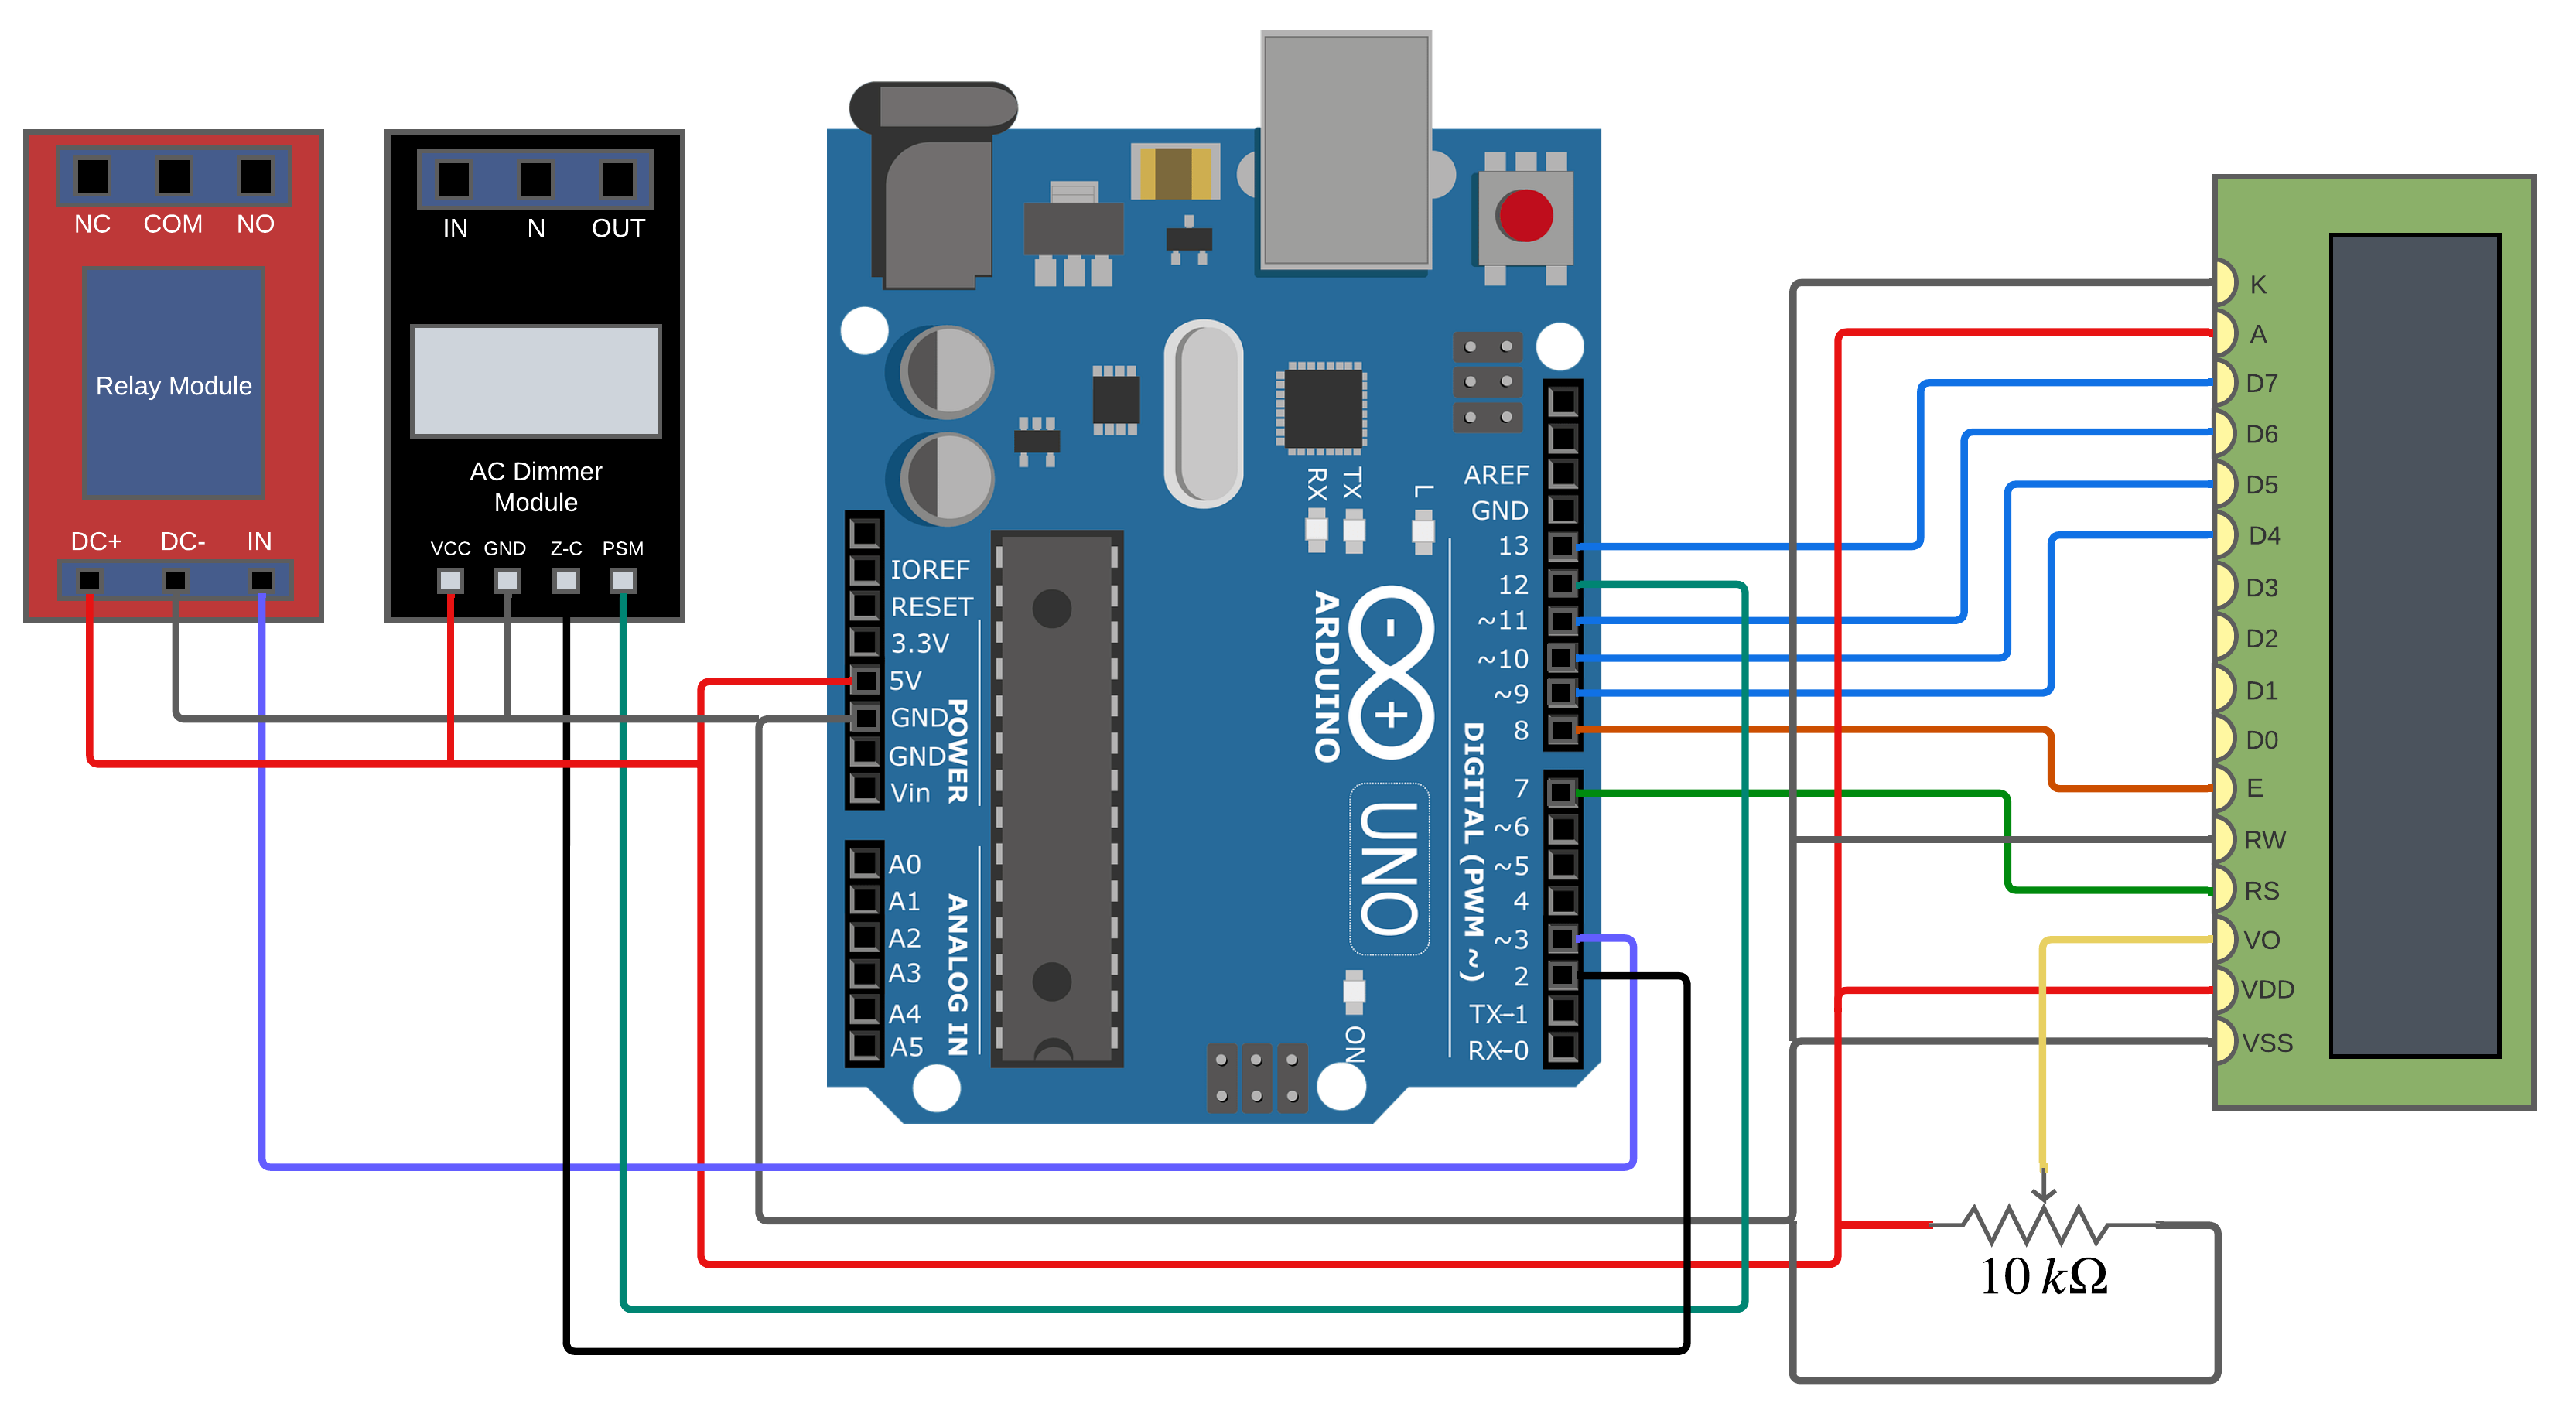 NC COM NO
Relay Module
DC+ DC- IN
IN N OUT
AC Dimmer
Module
VCC GND Z-C PSM
IOREF
RESET
3.3V
5V
GND
GND
Vin
POWER
A0
A1
A2
A3
A4
A5
ANALOG IN
RX TX L
ARDUINO
UNO
ON
AREF
GND
13
12
~11
~10
~9
8
7
~6
~5
4
~3
2
TX→1
RX←0
DIGITAL (PWM ~)
K
A
D7
D6
D5
D4
D3
D2
D1
D0
E
RW
RS
VO
VDD
VSS
10 kΩ